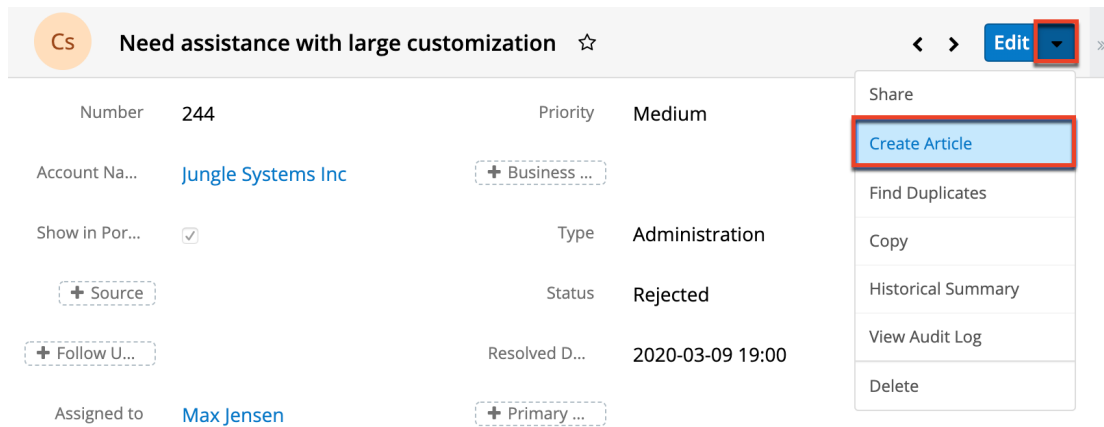 Cs Need assistance with large customization Edit
Share
Number 244 Priority Medium
Create Article
Account Na... Jungle Systems Inc + Business ...
Find Duplicates
Show in Por... Type Administration
Copy
+ Source Status Rejected
Historical Summary
View Audit Log
+ Follow U... Resolved D... 2020-03-09 19:00
Delete
Assigned to Max Jensen + Primary ...